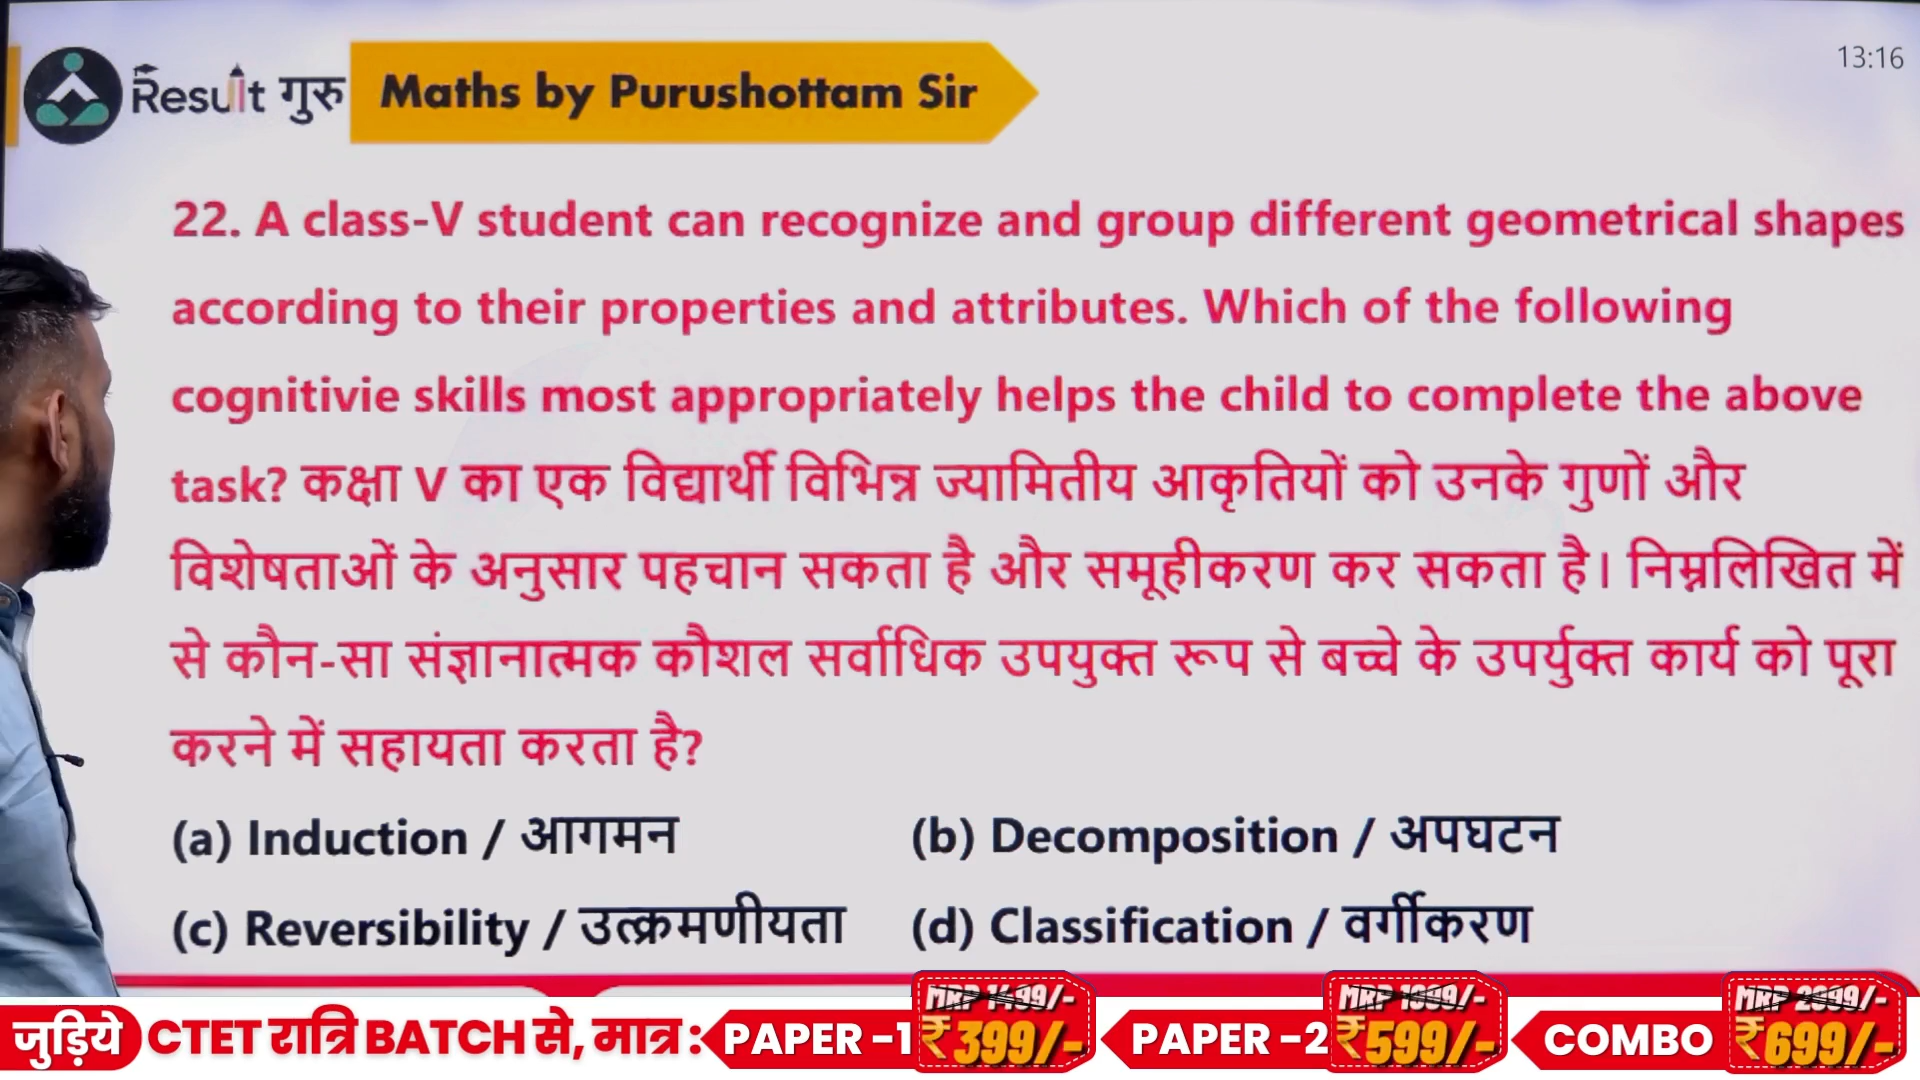 Result गुरु
Maths by Purushottam Sir
13:16
22. A class-V student can recognize and group different geometrical shapes
according to their properties and attributes. Which of the following
cognitivie skills most appropriately helps the child to complete the above
task? कक्षा V का एक विद्यार्थी विभिन्न ज्यामितीय आकृतियों को उनके गुणों और
विशेषताओं के अनुसार पहचान सकता है और समूहीकरण कर सकता है। निम्नलिखित में
से कौन-सा संज्ञानात्मक कौशल सर्वाधिक उपयुक्त रूप से बच्चे के उपर्युक्त कार्य को पूरा
करने में सहायता करता है?
(a) Induction / आगमन (b) Decomposition / अपघटन
(c) Reversibility / उत्क्रमणीयता (d) Classification / वर्गीकरण
जुड़िये CTET रात्रि BATCH से, मात्र : PAPER -1 MRP 1499/- ₹399/- PAPER -2 ₹599/- COMBO ₹699/-